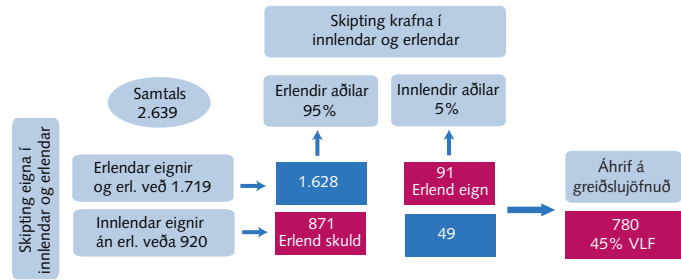 Skipting krafna í
innlendar og erlendar
Samtals
2.639
Erlendir aðilar
95%
Innlendir aðilar
5%
Skipting eigna í
innlendar og erlendar
Erlendar eignir
og erl. veð 1.719
1.628
91
Erlend eign
Innlendar eignir
án erl. veða 920
871
Erlend skuld
49
Áhrif á
greiðslujöfnuð
780
45% VLF